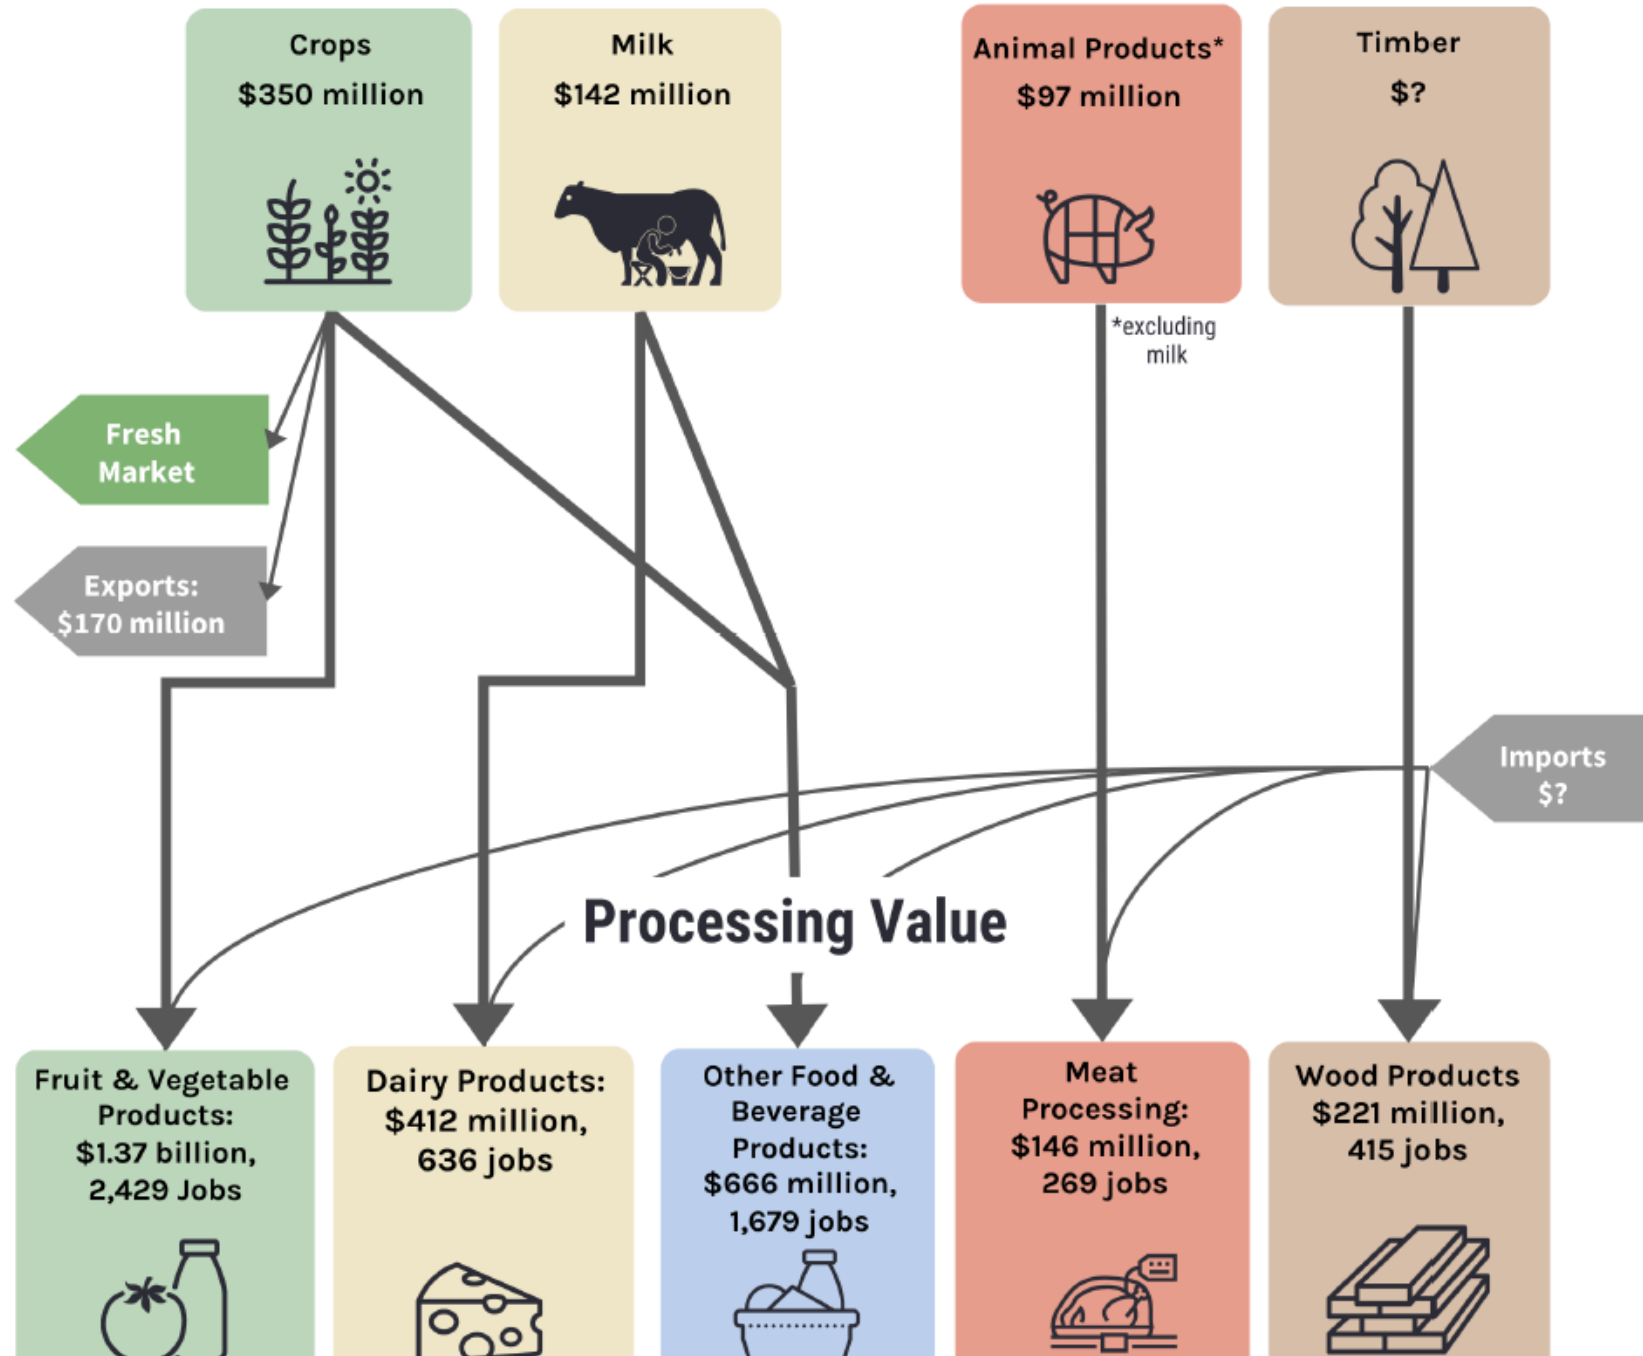 Crops
$350 million
Milk
$142 million
Animal Products*
$97 million
Timber
$?
*excluding
milk
Fresh
Market
Exports:
$170 million
Imports
$?
Processing Value
Fruit & Vegetable
Products:
$1.37 billion,
2,429 Jobs
Dairy Products:
$412 million,
636 jobs
Other Food &
Beverage
Products:
$666 million,
1,679 jobs
Meat
Processing:
$146 million,
269 jobs
Wood Products
$221 million,
415 jobs